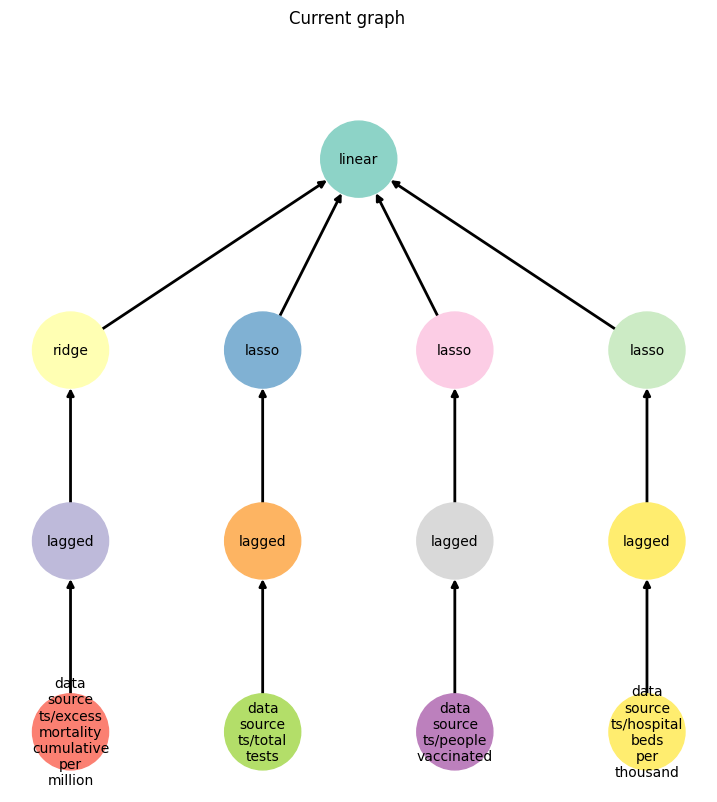 Current graph
linear
ridge
lasso
lasso
lasso
lagged
lagged
lagged
lagged
data
source
ts/excess
mortality
cumulative
per
million
data
source
ts/total
tests
data
source
ts/people
vaccinated
data
source
ts/hospital
beds
per
thousand